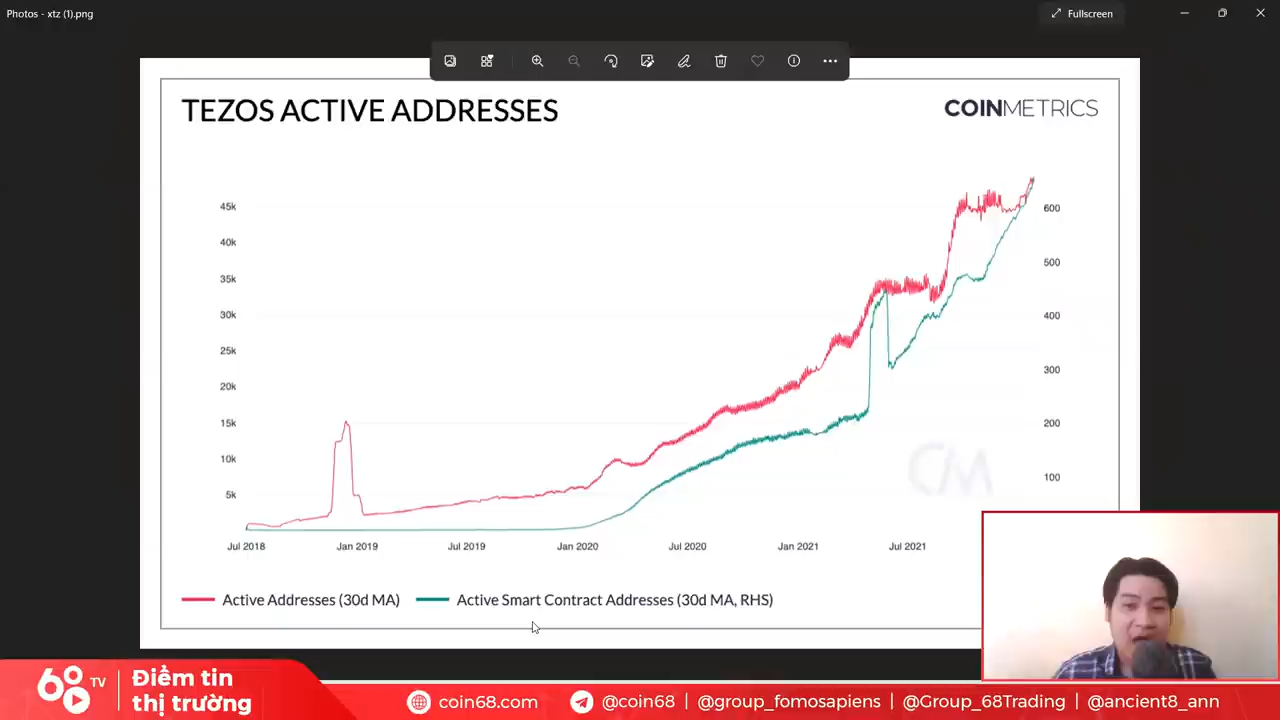 Photos - xtz (1).png
Fullscreen
TEZOS ACTIVE ADDRESSES
COINMETRICS
45k
40k
35k
30k
25k
20k
15k
10k
5k
600
500
400
300
200
100
CM
Jul 2018 Jan 2019 Jul 2019 Jan 2020 Jul 2020 Jan 2021 Jul 2021
Active Addresses (30d MA) Active Smart Contract Addresses (30d MA, RHS)
68 TV
Điểm tin
thị trường
coin68.com @coin68 | @group_fomosapiens | @Group_68Trading | @ancient8_ann